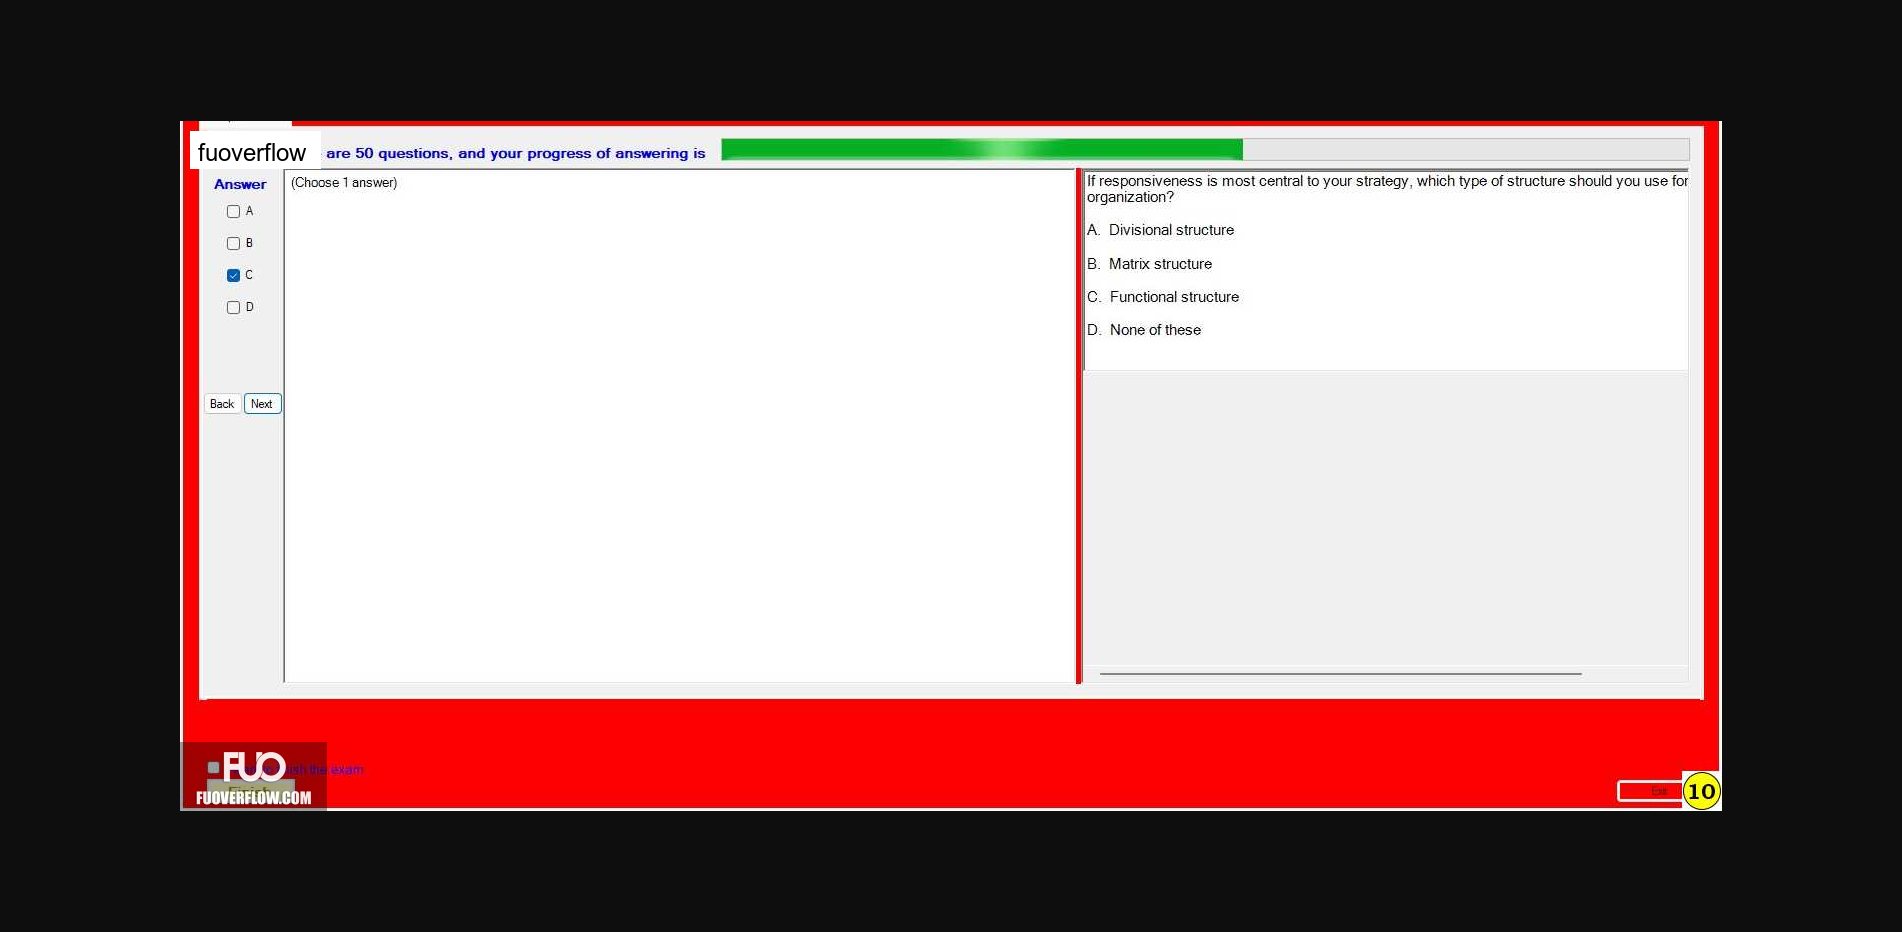 fuoverflow are 50 questions, and your progress of answering is
Answer
(Choose 1 answer)
A
B
C
D
Back Next
If responsiveness is most central to your strategy, which type of structure should you use for
organization?
A. Divisional structure
B. Matrix structure
C. Functional structure
D. None of these
the exam
FUO
FUOVERFLOW.COM
Exit
10